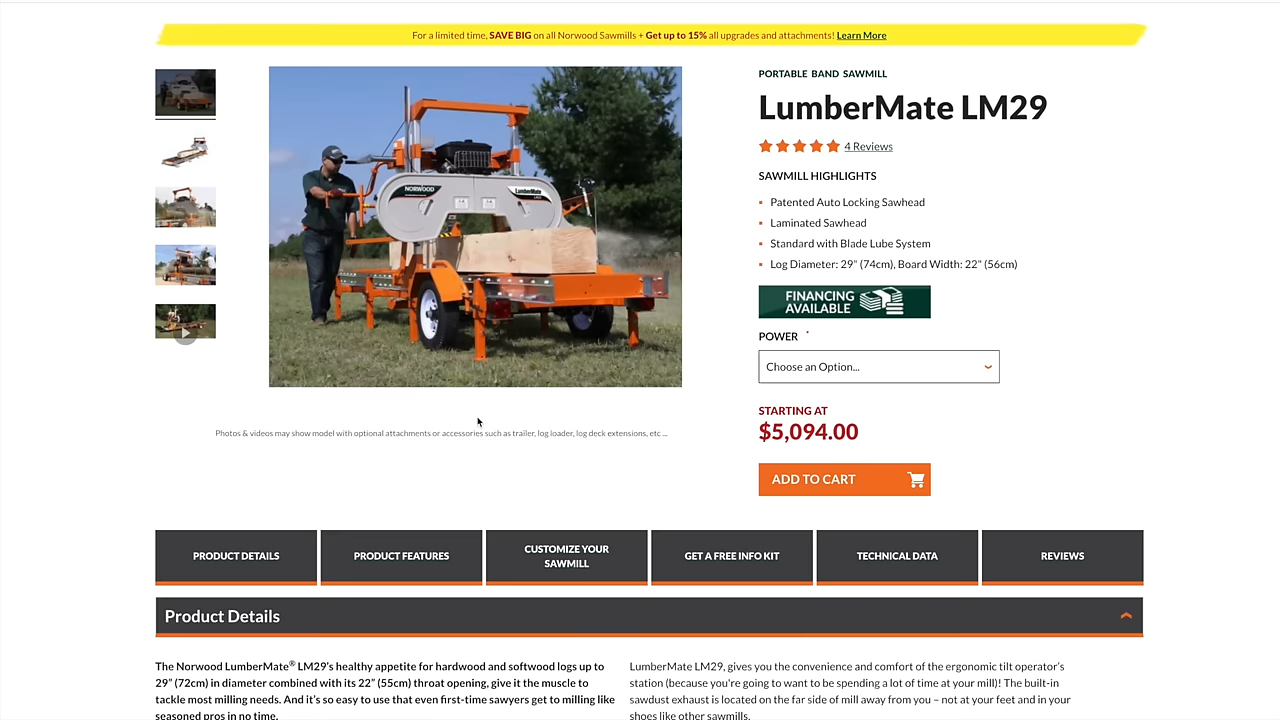 For a limited time, SAVE BIG on all Norwood Sawmills + Get up to 15% all upgrades and attachments! Learn More
PORTABLE BAND SAWMILL
LumberMate LM29
4 Reviews
SAWMILL HIGHLIGHTS
Patented Auto Locking Sawhead
Laminated Sawhead
Standard with Blade Lube System
Log Diameter: 29" (74cm), Board Width: 22" (56cm)
FINANCING
AVAILABLE
POWER *
Choose an Option...
STARTING AT
$5,094.00
ADD TO CART
NORWOOD
LumberMate
Photos & videos may show model with optional attachments or accessories such as trailer, log loader, log deck extensions, etc ...
PRODUCT DETAILS
PRODUCT FEATURES
CUSTOMIZE YOUR
SAWMILL
GET A FREE INFO KIT
TECHNICAL DATA
REVIEWS
Product Details
The Norwood LumberMate® LM29's healthy appetite for hardwood and softwood logs up to
29” (72cm) in diameter combined with its 22” (55cm) throat opening, give it the muscle to
tackle most milling needs. And it’s so easy to use that even first-time sawyers get to milling like
seasoned pros in no time.
LumberMate LM29, gives you the convenience and comfort of the ergonomic tilt operator’s
station (because you're going to want to be spending a lot of time at your mill)! The built-in
sawdust exhaust is located on the far side of mill away from you – not at your feet and in your
shoes like other sawmills.